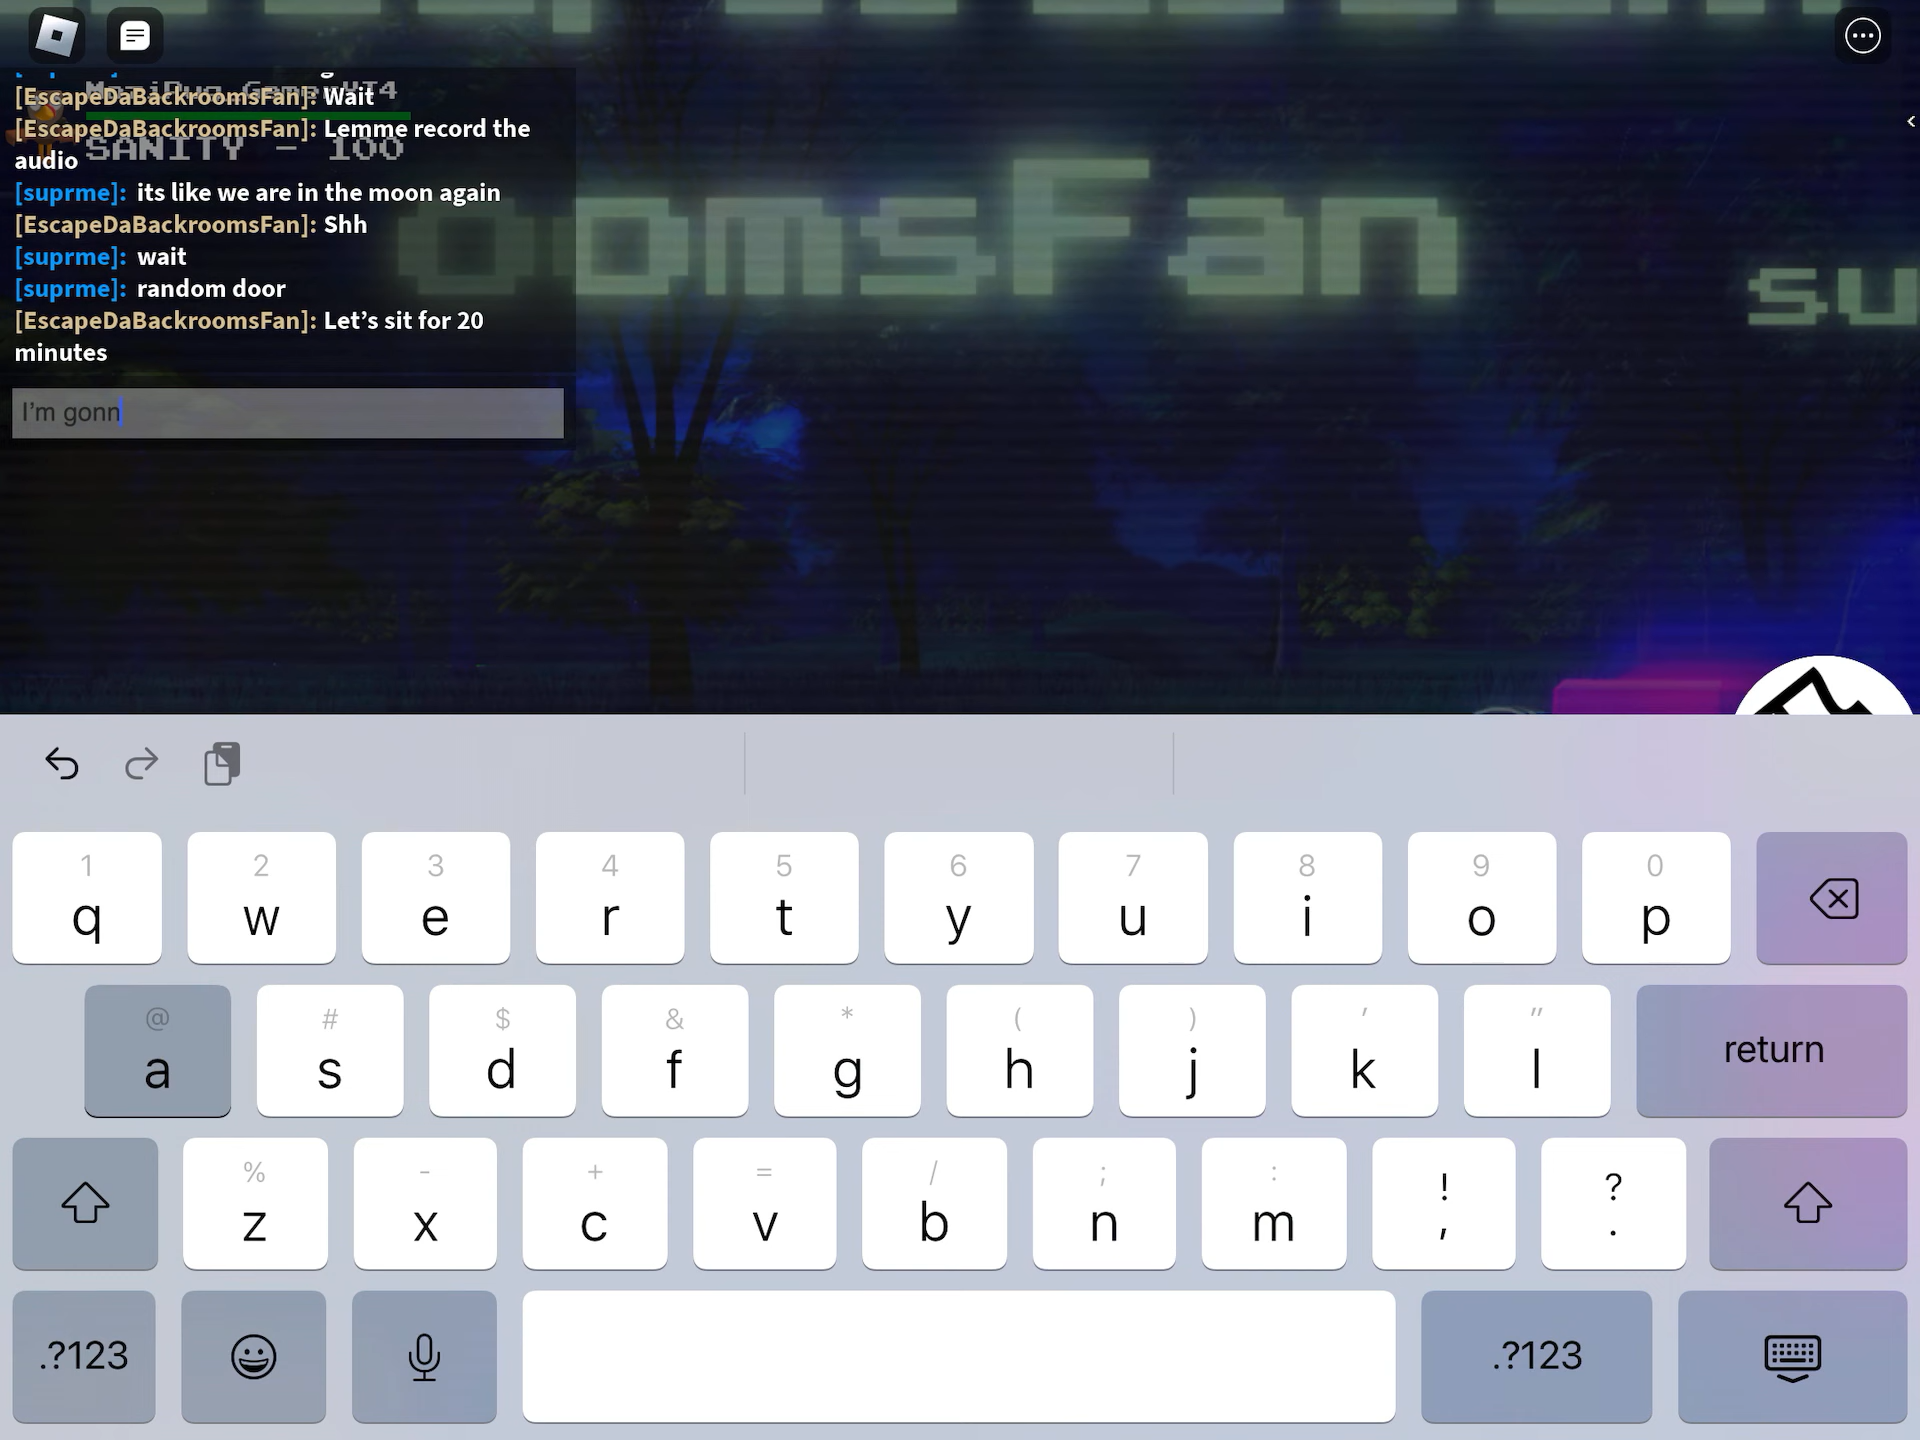 [EscapeDaBackroomsFan]: Wait
[EscapeDaBackroomsFan]: Lemme record the
audio
SANITY - 100
[suprme]: its like we are in the moon again
[EscapeDaBackroomsFan]: Shh
[suprme]: wait
[suprme]: random door
[EscapeDaBackroomsFan]: Let’s sit for 20
minutes
I’m gonn
oomsFan
su
1 2 3 4 5 6 7 8 9 0
q w e r t y u i o p
@ # $ & * ( ) ' "
a s d f g h j k l return
% - + = / ; : ! ?
z x c v b n m , .
.?123 .?123